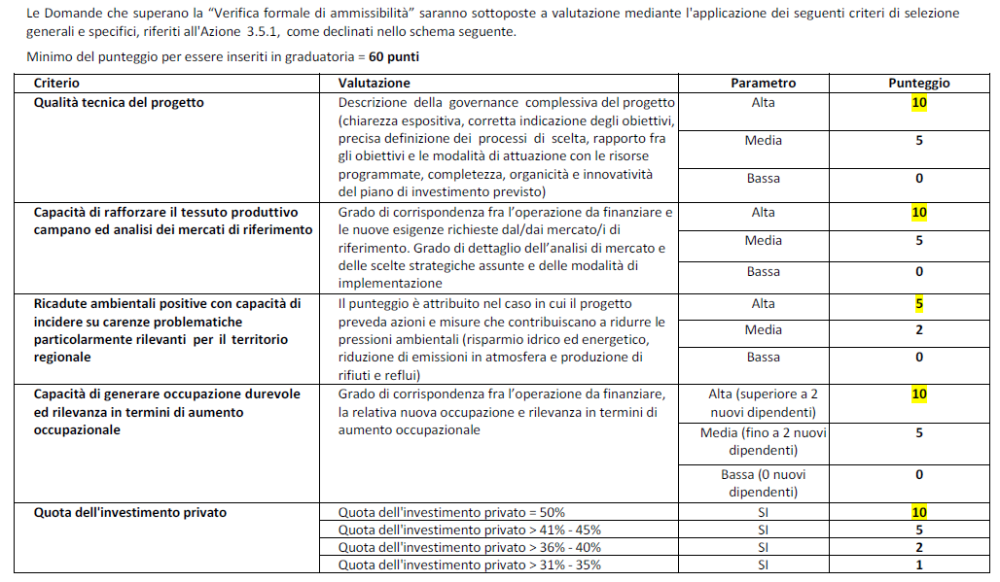 Le Domande che superano la “Verifica formale di ammissibilità” saranno sottoposte a valutazione mediante l'applicazione dei seguenti criteri di selezione
generali e specifici, riferiti all'Azione 3.5.1, come declinati nello schema seguente.
Minimo del punteggio per essere inseriti in graduatoria = 60 punti
Criterio Valutazione Parametro Punteggio
Qualità tecnica del progetto
Descrizione della governance complessiva del progetto
(chiarezza espositiva, corretta indicazione degli obiettivi,
precisa definizione dei processi di scelta, rapporto fra
gli obiettivi e le modalità di attuazione con le risorse
programmate, completezza, organicità e innovatività
del piano di investimento previsto)
Alta 10
Media 5
Bassa 0
Capacità di rafforzare il tessuto produttivo
campano ed analisi dei mercati di riferimento
Grado di corrispondenza fra l’operazione da finanziare e
le nuove esigenze richieste dal/dai mercato/i di
riferimento. Grado di dettaglio dell’analisi di mercato e
delle scelte strategiche assunte e delle modalità di
implementazione
Alta 10
Media 5
Bassa 0
Ricadute ambientali positive con capacità di
incidere su carenze problematiche
particolarmente rilevanti per il territorio
regionale
Il punteggio è attribuito nel caso in cui il progetto
preveda azioni e misure che contribuiscano a ridurre le
pressioni ambientali (risparmio idrico ed energetico,
riduzione di emissioni in atmosfera e produzione di
rifiuti e reflui)
Alta 5
Media 2
Bassa 0
Capacità di generare occupazione durevole
ed rilevanza in termini di aumento
occupazionale
Grado di corrispondenza fra l’operazione da finanziare,
la relativa nuova occupazione e rilevanza in termini di
aumento occupazionale
Alta (superiore a 2 10
nuovi dipendenti)
Media (fino a 2 nuovi 5
dipendenti)
Bassa (0 nuovi 0
dipendenti)
Quota dell'investimento privato
Quota dell'investimento privato = 50% SI 10
Quota dell'investimento privato > 41% - 45% SI 5
Quota dell'investimento privato > 36% - 40% SI 2
Quota dell'investimento privato > 31% - 35% SI 1